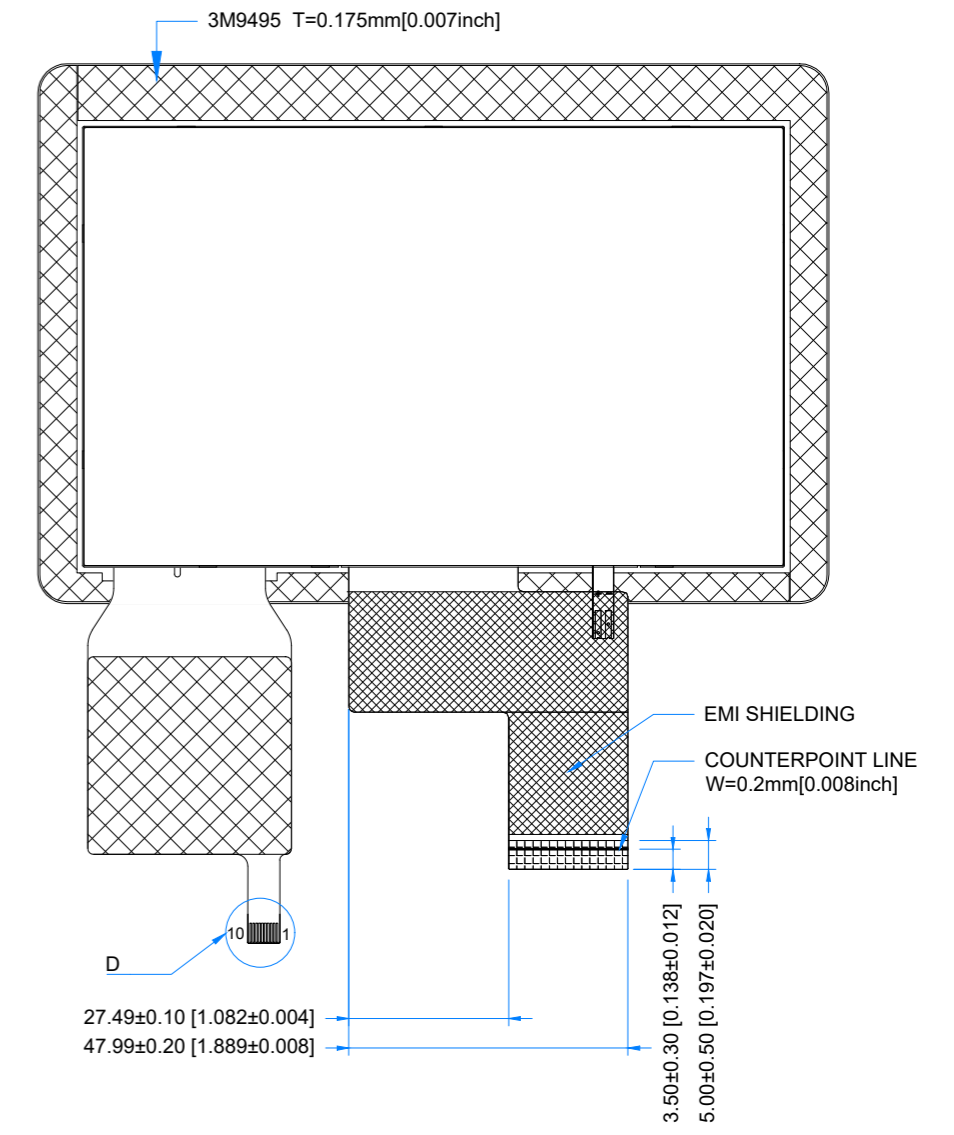 3M9495 T=0.175mm[0.007inch]
EMI SHIELDING
COUNTERPOINT LINE
W=0.2mm[0.008inch]
10
1
D
27.49±0.10 [1.082±0.004]
47.99±0.20 [1.889±0.008]
3.50±0.30 [0.138±0.012]
5.00±0.50 [0.197±0.020]